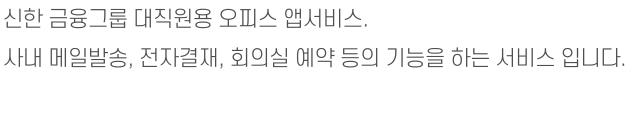 신한 금융그룹 대직원용 오피스 앱서비스.
사내 메일발송, 전자결재, 회의실 예약 등의 기능을 하는 서비스 입니다.